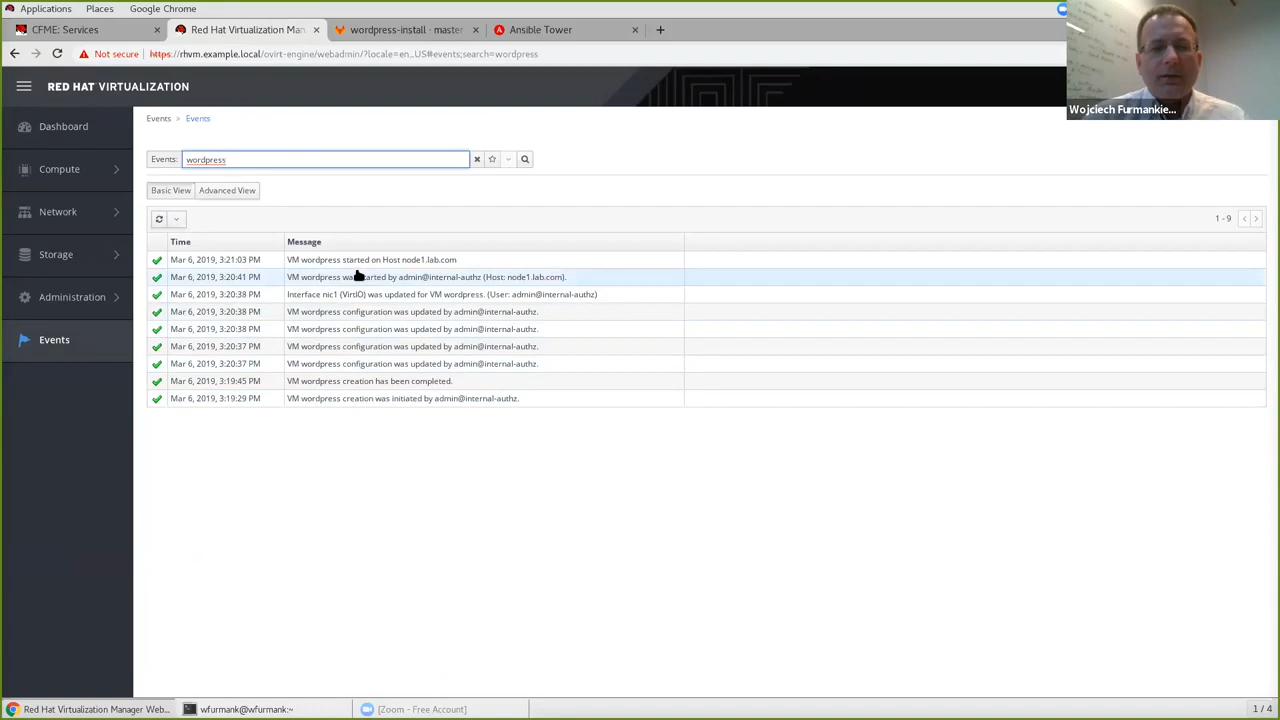 Applications Places Google Chrome
CFME: Services
Red Hat Virtualization Man
wordpress-install · master
Ansible Tower
Not secure https://rhvm.example.local/ovirt-engine/webadmin/?locale=en_US#events;search=wordpress
RED HAT VIRTUALIZATION
Wojciech Furmankie...
Dashboard
Compute
Network
Storage
Administration
Events
Events > Events
Events: wordpress
Basic View Advanced View
1 - 9
Time Message
Mar 6, 2019, 3:21:03 PM VM wordpress started on Host node1.lab.com
Mar 6, 2019, 3:20:41 PM VM wordpress was started by admin@internal-authz (Host: node1.lab.com).
Mar 6, 2019, 3:20:38 PM Interface nic1 (VirtIO) was updated for VM wordpress. (User: admin@internal-authz)
Mar 6, 2019, 3:20:38 PM VM wordpress configuration was updated by admin@internal-authz.
Mar 6, 2019, 3:20:38 PM VM wordpress configuration was updated by admin@internal-authz.
Mar 6, 2019, 3:20:37 PM VM wordpress configuration was updated by admin@internal-authz.
Mar 6, 2019, 3:20:37 PM VM wordpress configuration was updated by admin@internal-authz.
Mar 6, 2019, 3:19:45 PM VM wordpress creation has been completed.
Mar 6, 2019, 3:19:29 PM VM wordpress creation was initiated by admin@internal-authz.
Red Hat Virtualization Manager Web...
wfurmank@wfurmank:~
[Zoom - Free Account]
1 / 4